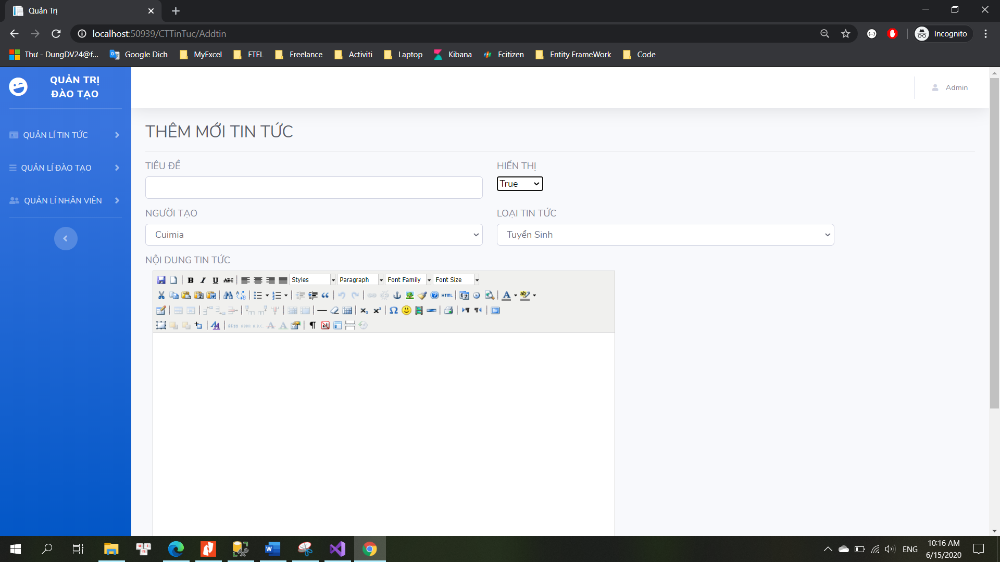 Quản Trị
localhost:50939/CTTinTuc/Addtin
Incognito
Thư - DungDV24@f...
Google Dịch
MyExcel
FTEL
Freelance
Activiti
Laptop
Kibana
Fcitizen
Entity FrameWork
Code
QUẢN TRỊ
ĐÀO TẠO
Admin
QUẢN LÍ TIN TỨC
QUẢN LÍ ĐÀO TẠO
QUẢN LÍ NHÂN VIÊN
THÊM MỚI TIN TỨC
TIÊU ĐỀ
HIỂN THỊ
True
NGƯỜI TẠO
LOẠI TIN TỨC
Cuimia
Tuyển Sinh
NỘI DUNG TIN TỨC
B I U ABC Styles Paragraph Font Family Font Size
HTML
ENG
10:16 AM
6/15/2020